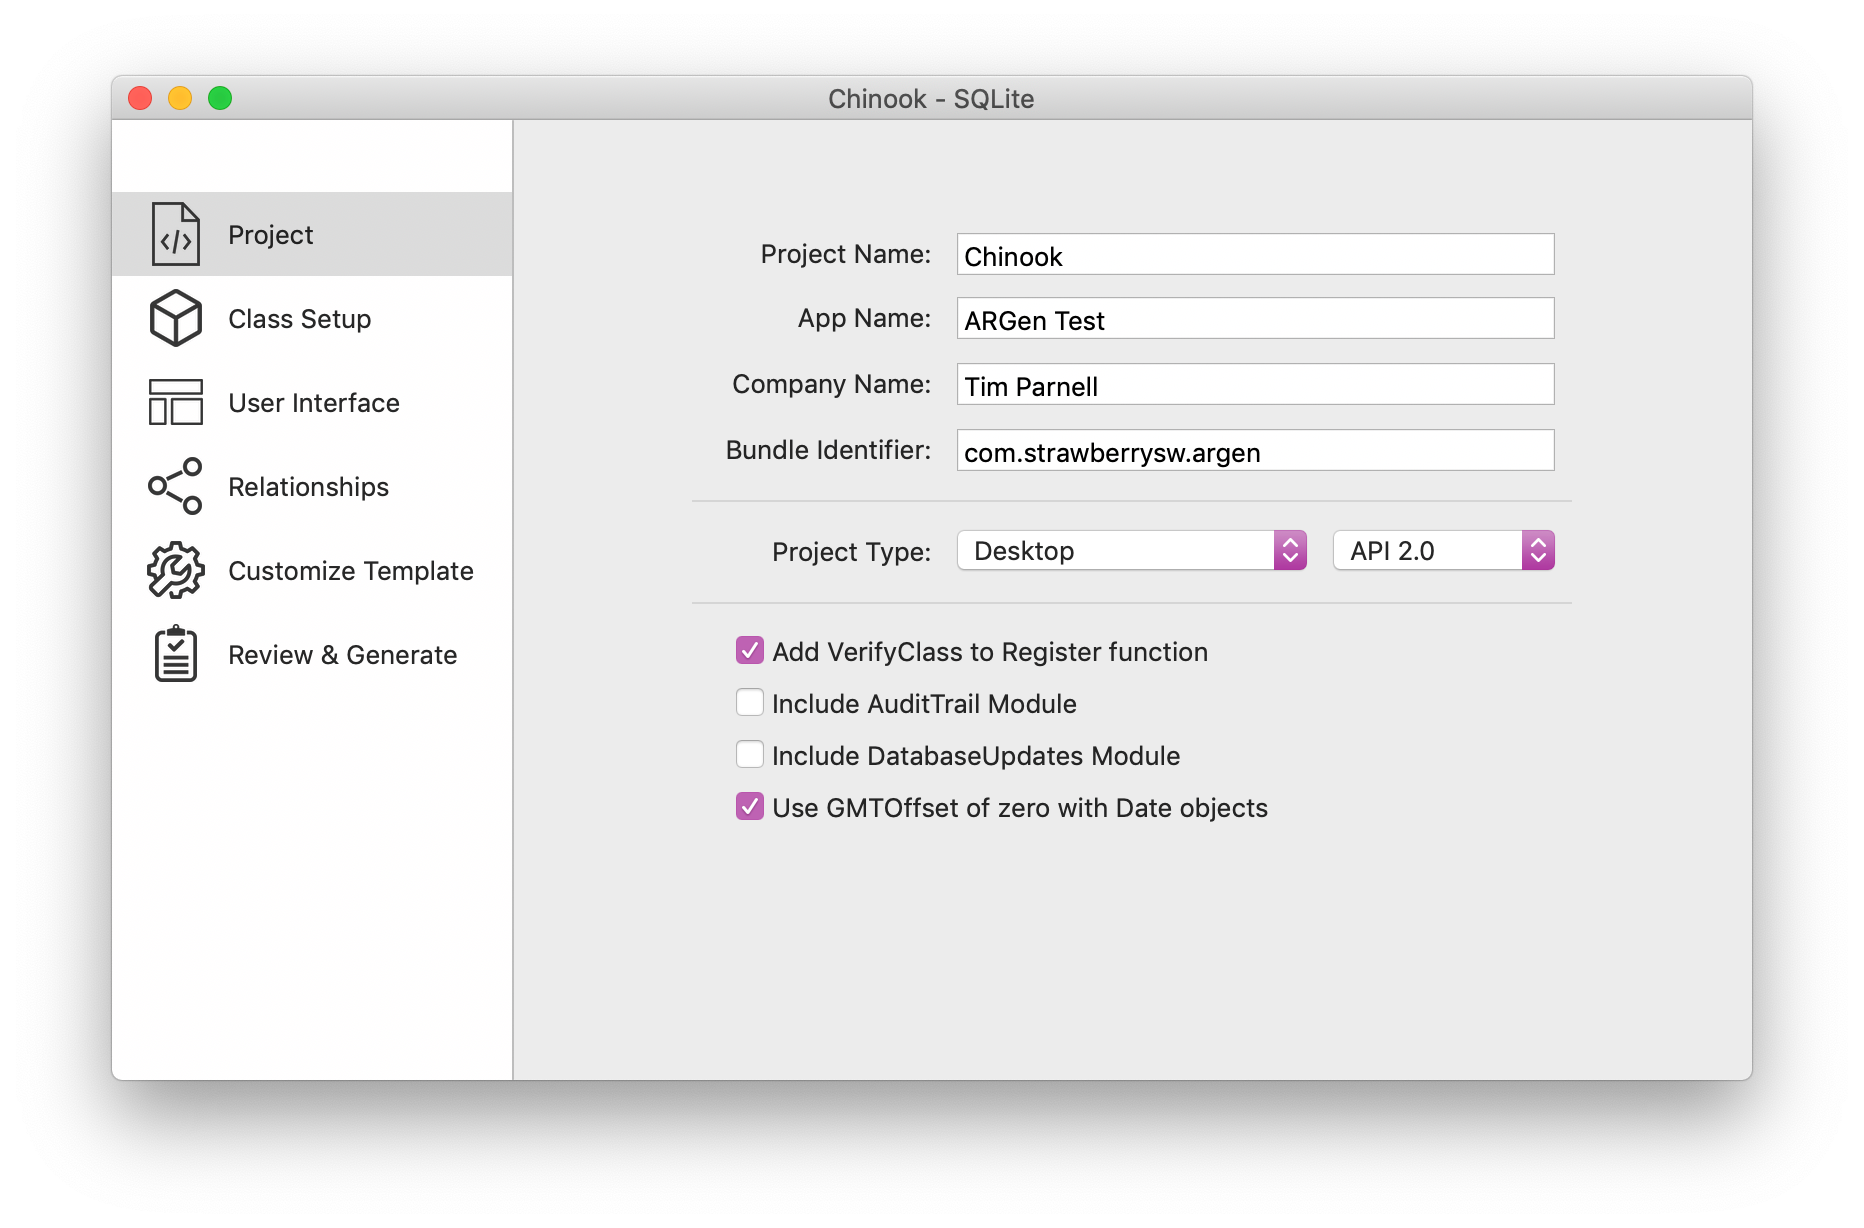 Chinook - SQLite
Project
Class Setup
User Interface
Relationships
Customize Template
Review & Generate
Project Name: Chinook
App Name: ARGen Test
Company Name: Tim Parnell
Bundle Identifier: com.strawberrysw.argen
Project Type: Desktop API 2.0
Add VerifyClass to Register function
Include AuditTrail Module
Include DatabaseUpdates Module
Use GMTOffset of zero with Date objects